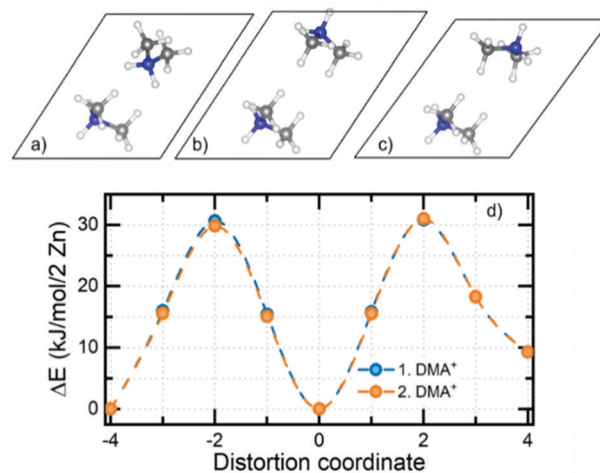 a)
b)
c)
d)
30
20
10
0
-4
-2
0
2
4
ΔE (kJ/mol/2 Zn)
1. DMA⁺
2. DMA⁺
Distortion coordinate